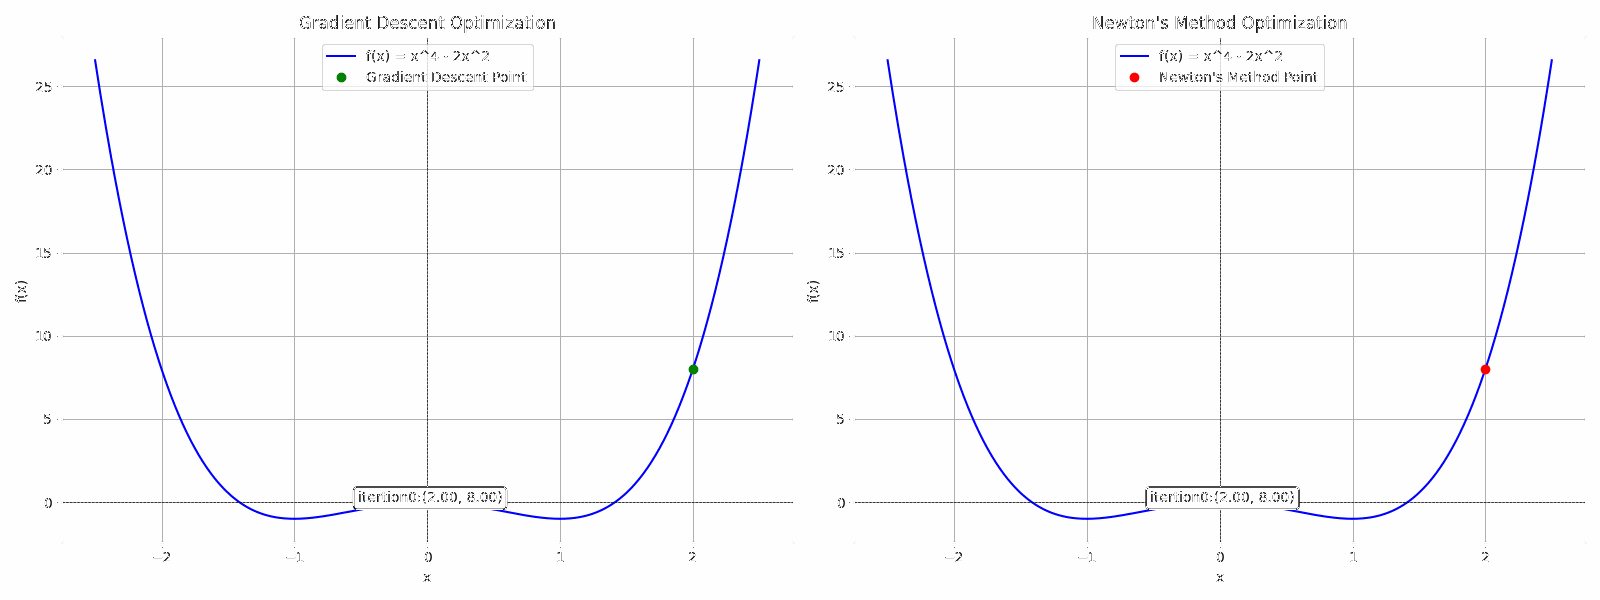 Gradient Descent Optimization
f(x) = x^4 - 2x^2
Gradient Descent Point
25
20
15
10
5
0
f(x)
itertion0:(2.00, 8.00)
−2
−1
0
1
2
x
Newton's Method Optimization
f(x) = x^4 - 2x^2
Newton's Method Point
25
20
15
10
5
0
f(x)
itertion0:(2.00, 8.00)
−2
−1
0
1
2
x